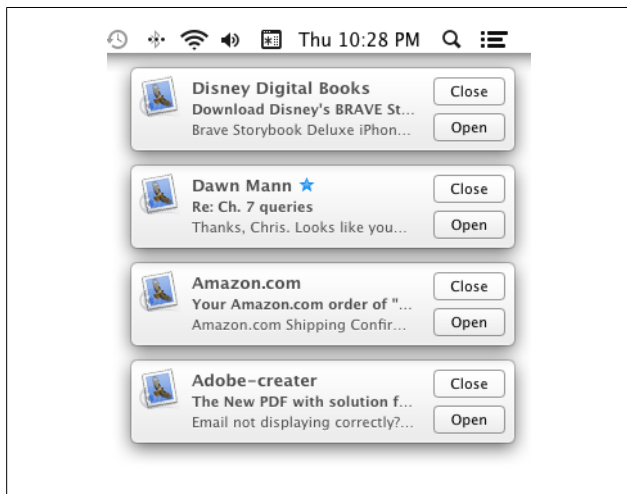 Thu 10:28 PM
Disney Digital Books
Close
Download Disney's BRAVE St...
Brave Storybook Deluxe iPhon...
Open
Dawn Mann
Close
Re: Ch. 7 queries
Thanks, Chris. Looks like you...
Open
Amazon.com
Close
Your Amazon.com order of "...
Amazon.com Shipping Confir...
Open
Adobe-creater
Close
The New PDF with solution f...
Email not displaying correctly?...
Open